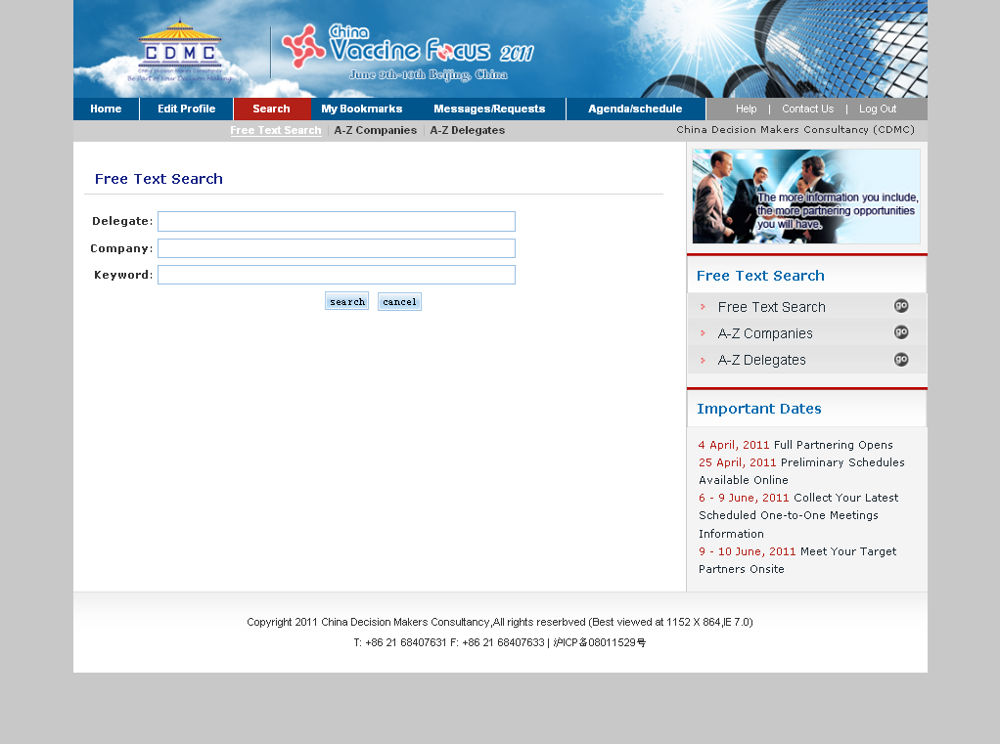 CDMC
China Decision Makers Consultancy
Be Part of Your Decision Making
China
Vaccine Focus 2011
June 9th-10th Beijing, China
Home Edit Profile Search My Bookmarks Messages/Requests Agenda/schedule Help | Contact Us | Log Out
Free Text Search | A-Z Companies | A-Z Delegates China Decision Makers Consultancy (CDMC)
Free Text Search
Delegate:
Company:
Keyword:
search cancel
The more information you include,
the more partnering opportunities
you will have.
Free Text Search
Free Text Search go
A-Z Companies go
A-Z Delegates go
Important Dates
4 April, 2011 Full Partnering Opens
25 April, 2011 Preliminary Schedules
Available Online
6 - 9 June, 2011 Collect Your Latest
Scheduled One-to-One Meetings
Information
9 - 10 June, 2011 Meet Your Target
Partners Onsite
Copyright 2011 China Decision Makers Consultancy,All rights reserbved (Best viewed at 1152 X 864,IE 7.0)
T: +86 21 68407631 F: +86 21 68407633 | 沪ICP备08011529号